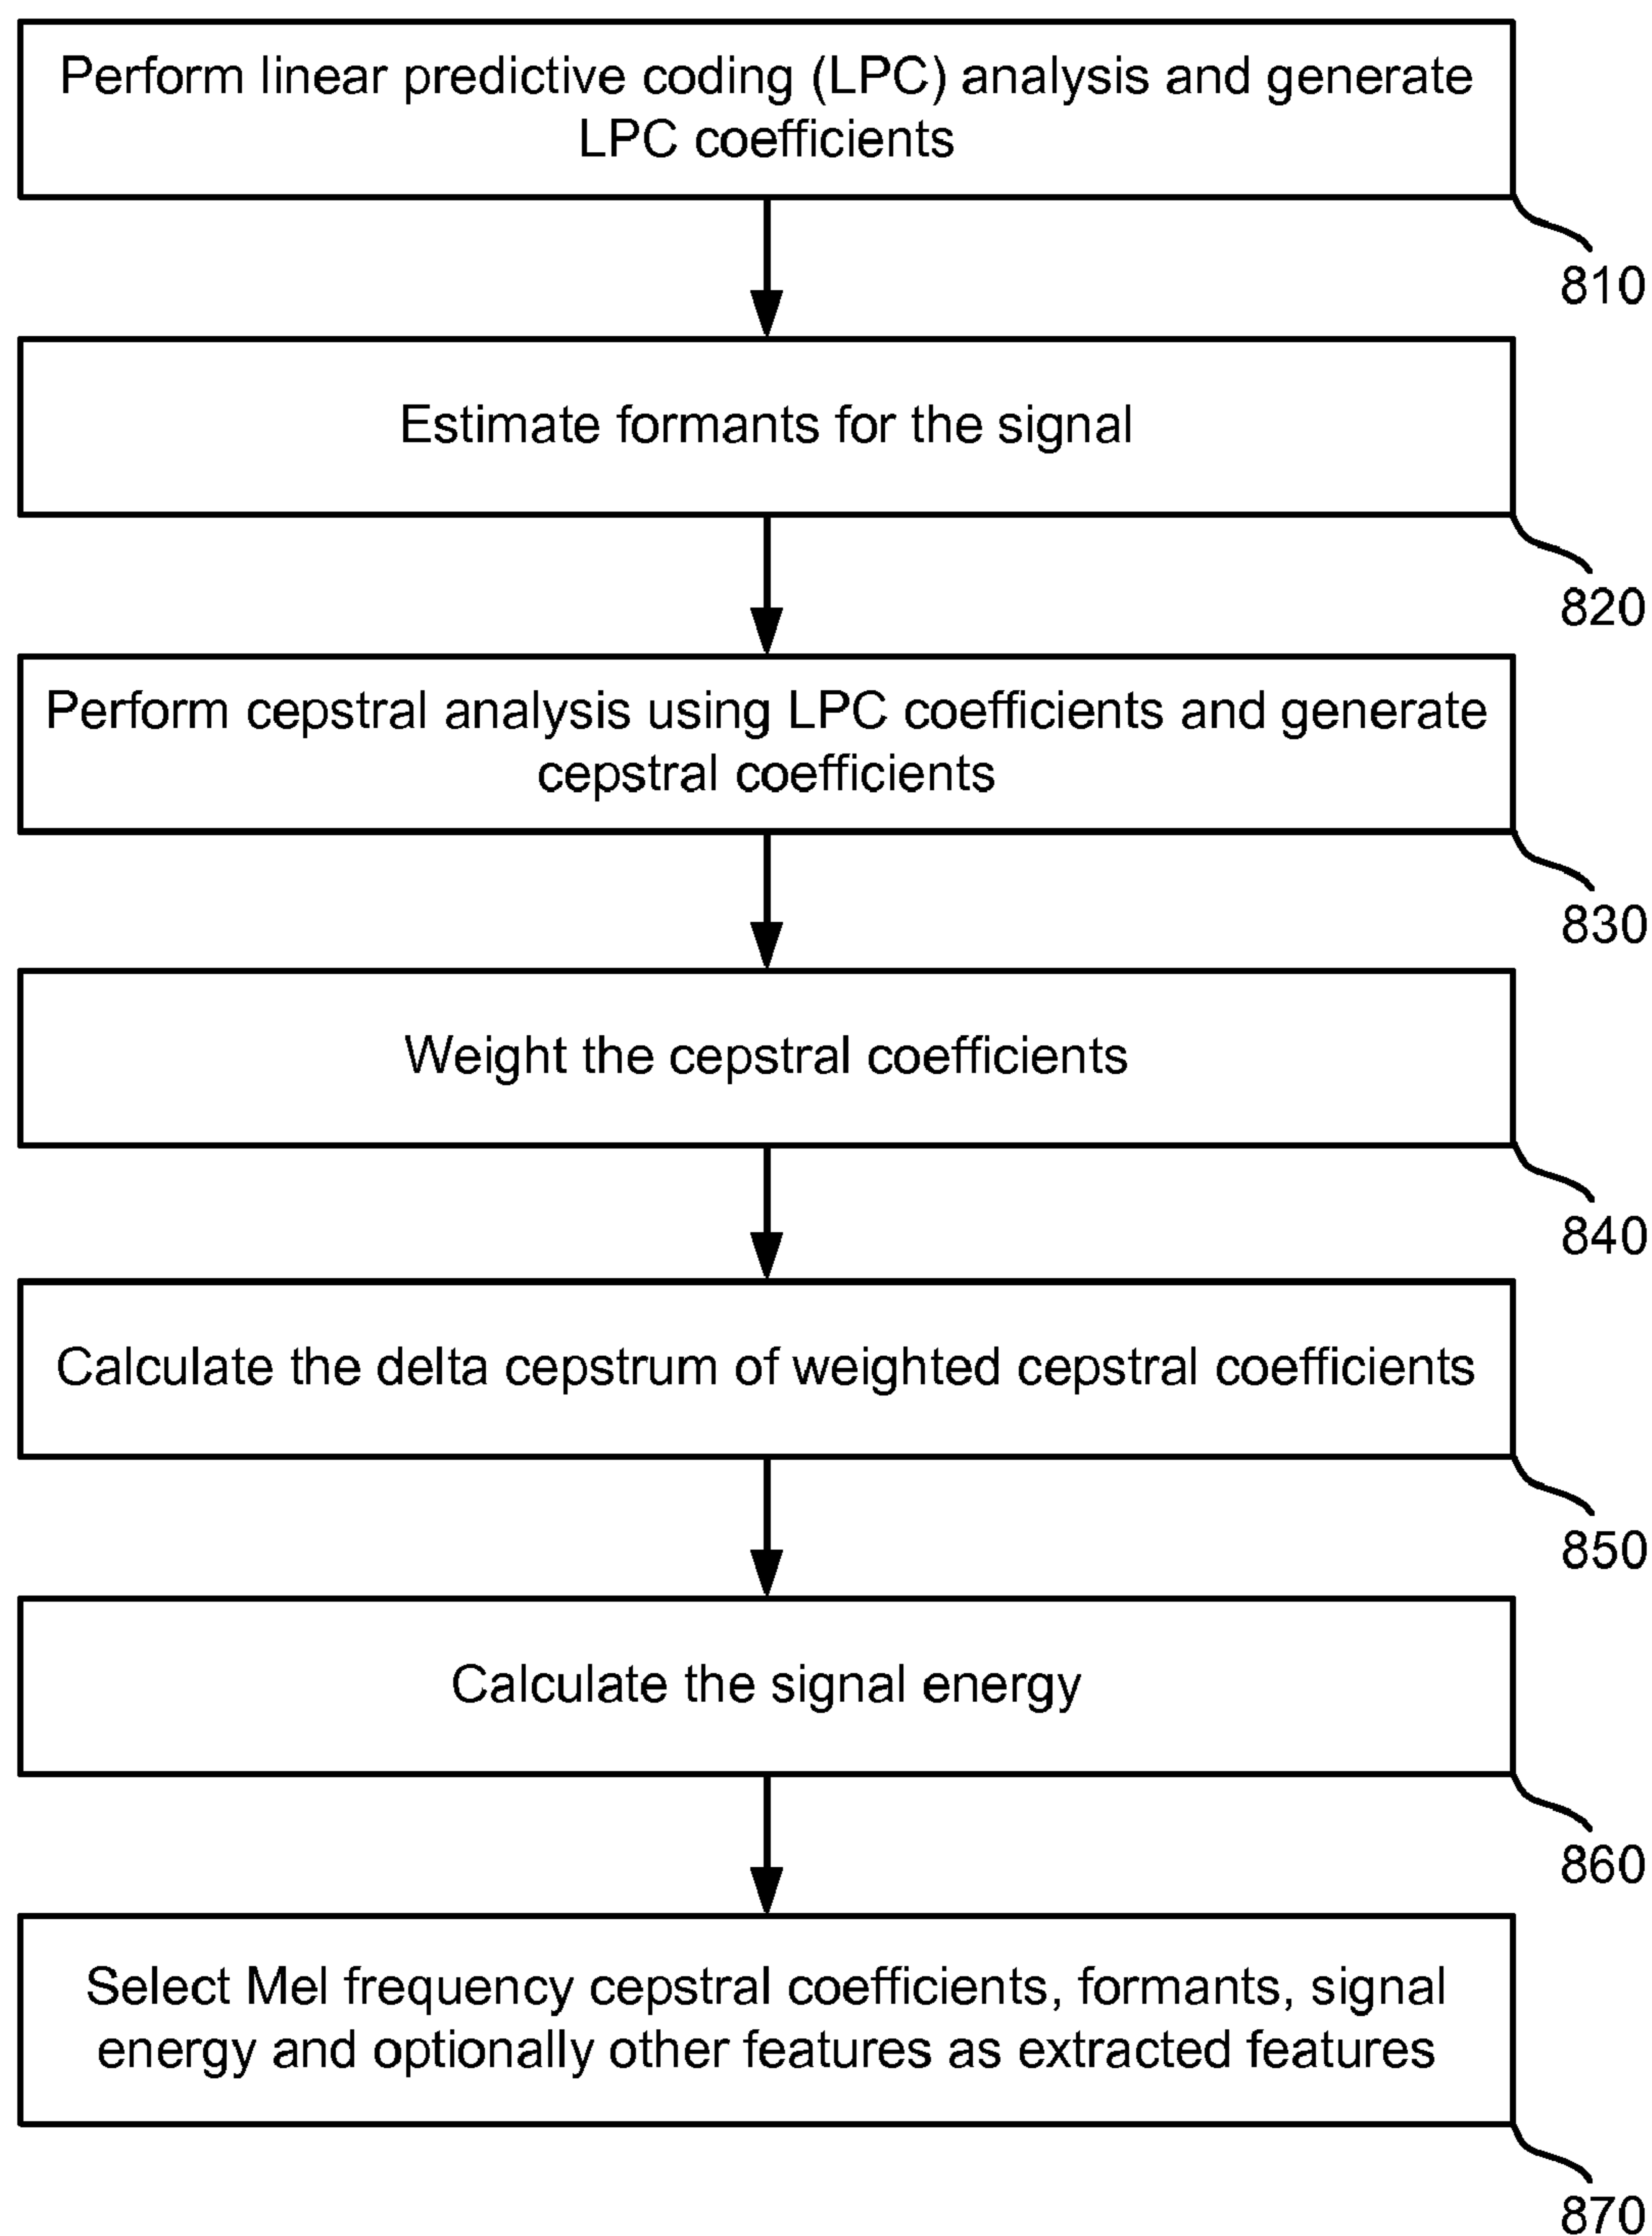 Perform linear predictive coding (LPC) analysis and generate
LPC coefficients
810
Estimate formants for the signal
820
Perform cepstral analysis using LPC coefficients and generate
cepstral coefficients
830
Weight the cepstral coefficients
840
Calculate the delta cepstrum of weighted cepstral coefficients
850
Calculate the signal energy
860
Select Mel frequency cepstral coefficients, formants, signal
energy and optionally other features as extracted features
870